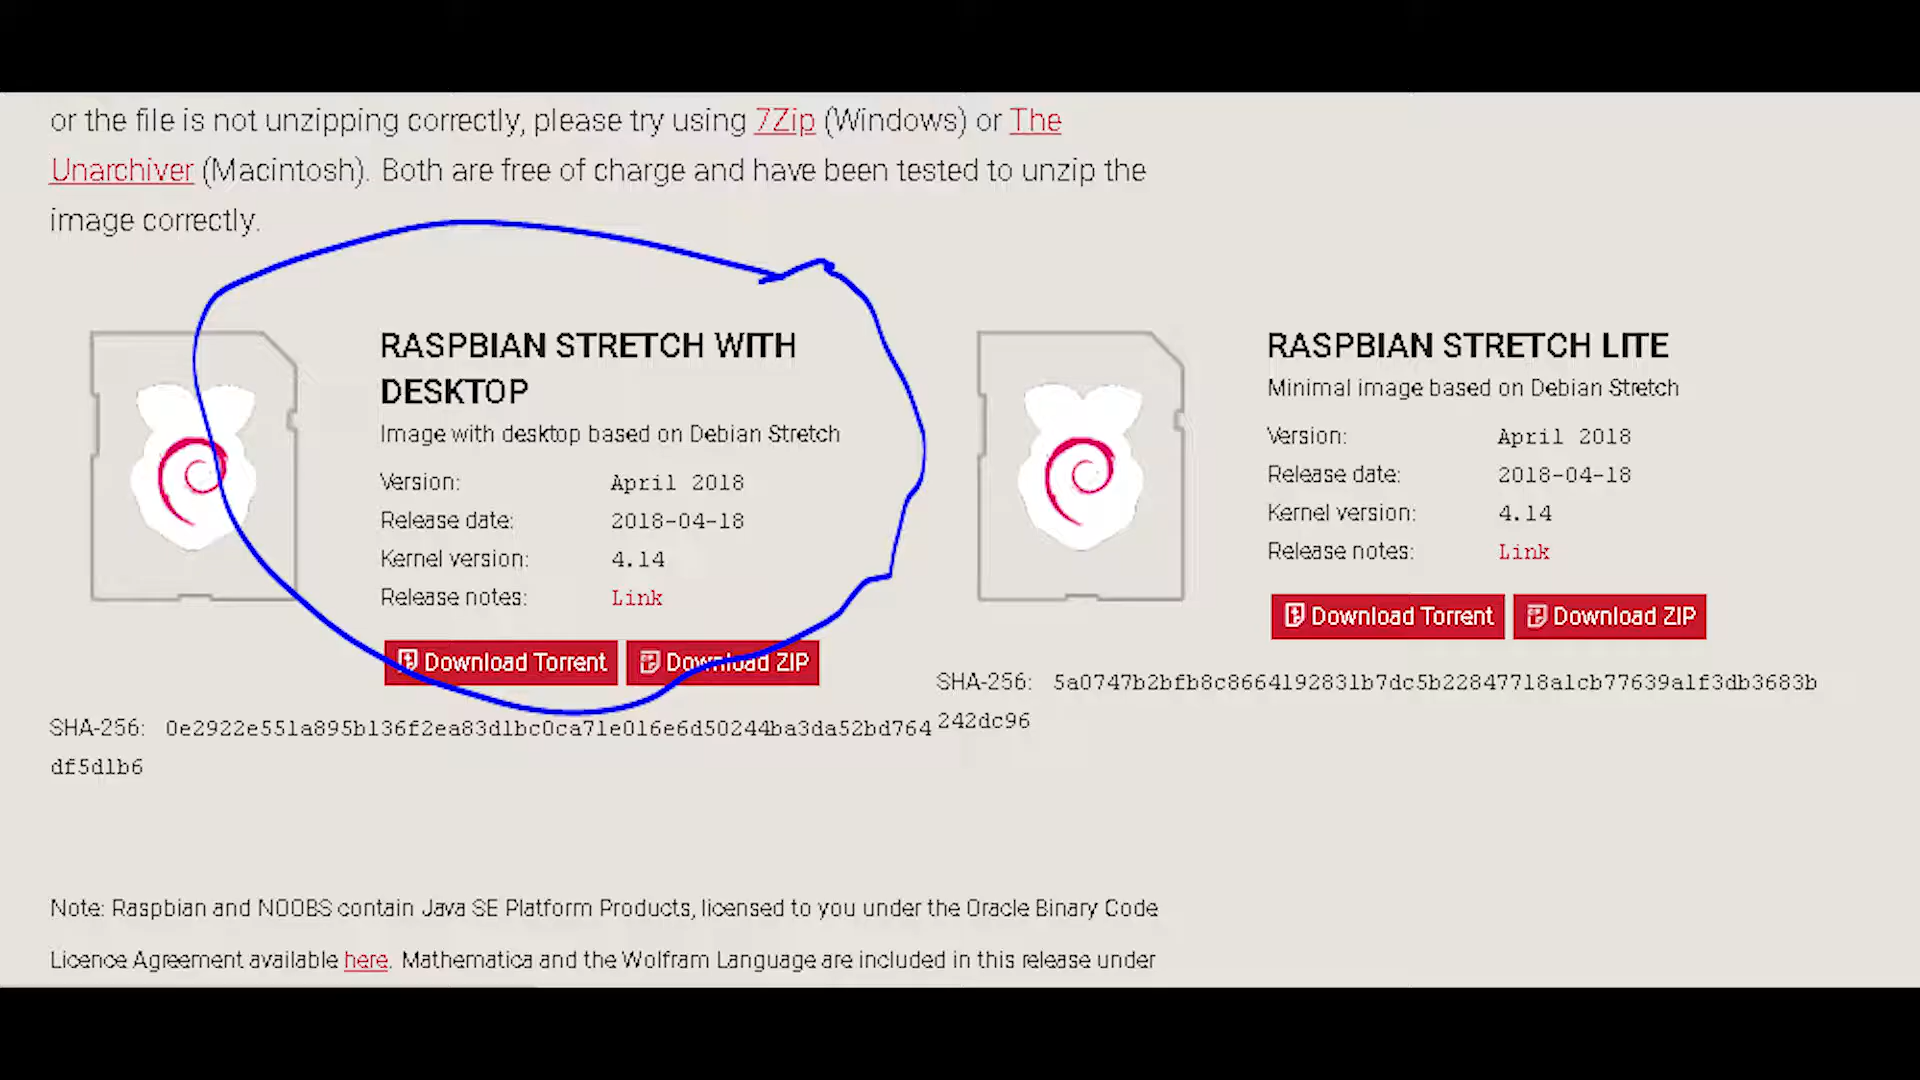 or the file is not unzipping correctly, please try using 7Zip (Windows) or The
Unarchiver (Macintosh). Both are free of charge and have been tested to unzip the
image correctly.
RASPBIAN STRETCH WITH
DESKTOP
Image with desktop based on Debian Stretch
Version: April 2018
Release date: 2018-04-18
Kernel version: 4.14
Release notes: Link
Download Torrent Download ZIP
SHA-256: 0e2922e551a895b136f2ea83d1bc0ca71e016e6d50244ba3da52bd764
df5d1b6
RASPBIAN STRETCH LITE
Minimal image based on Debian Stretch
Version: April 2018
Release date: 2018-04-18
Kernel version: 4.14
Release notes: Link
Download Torrent Download ZIP
SHA-256: 5a0747b2bfb8c8664192831b7dc5b22847718a1cb77639a1f3db3683b
242dc96
Note: Raspbian and NOOBS contain Java SE Platform Products, licensed to you under the Oracle Binary Code
Licence Agreement available here. Mathematica and the Wolfram Language are included in this release under